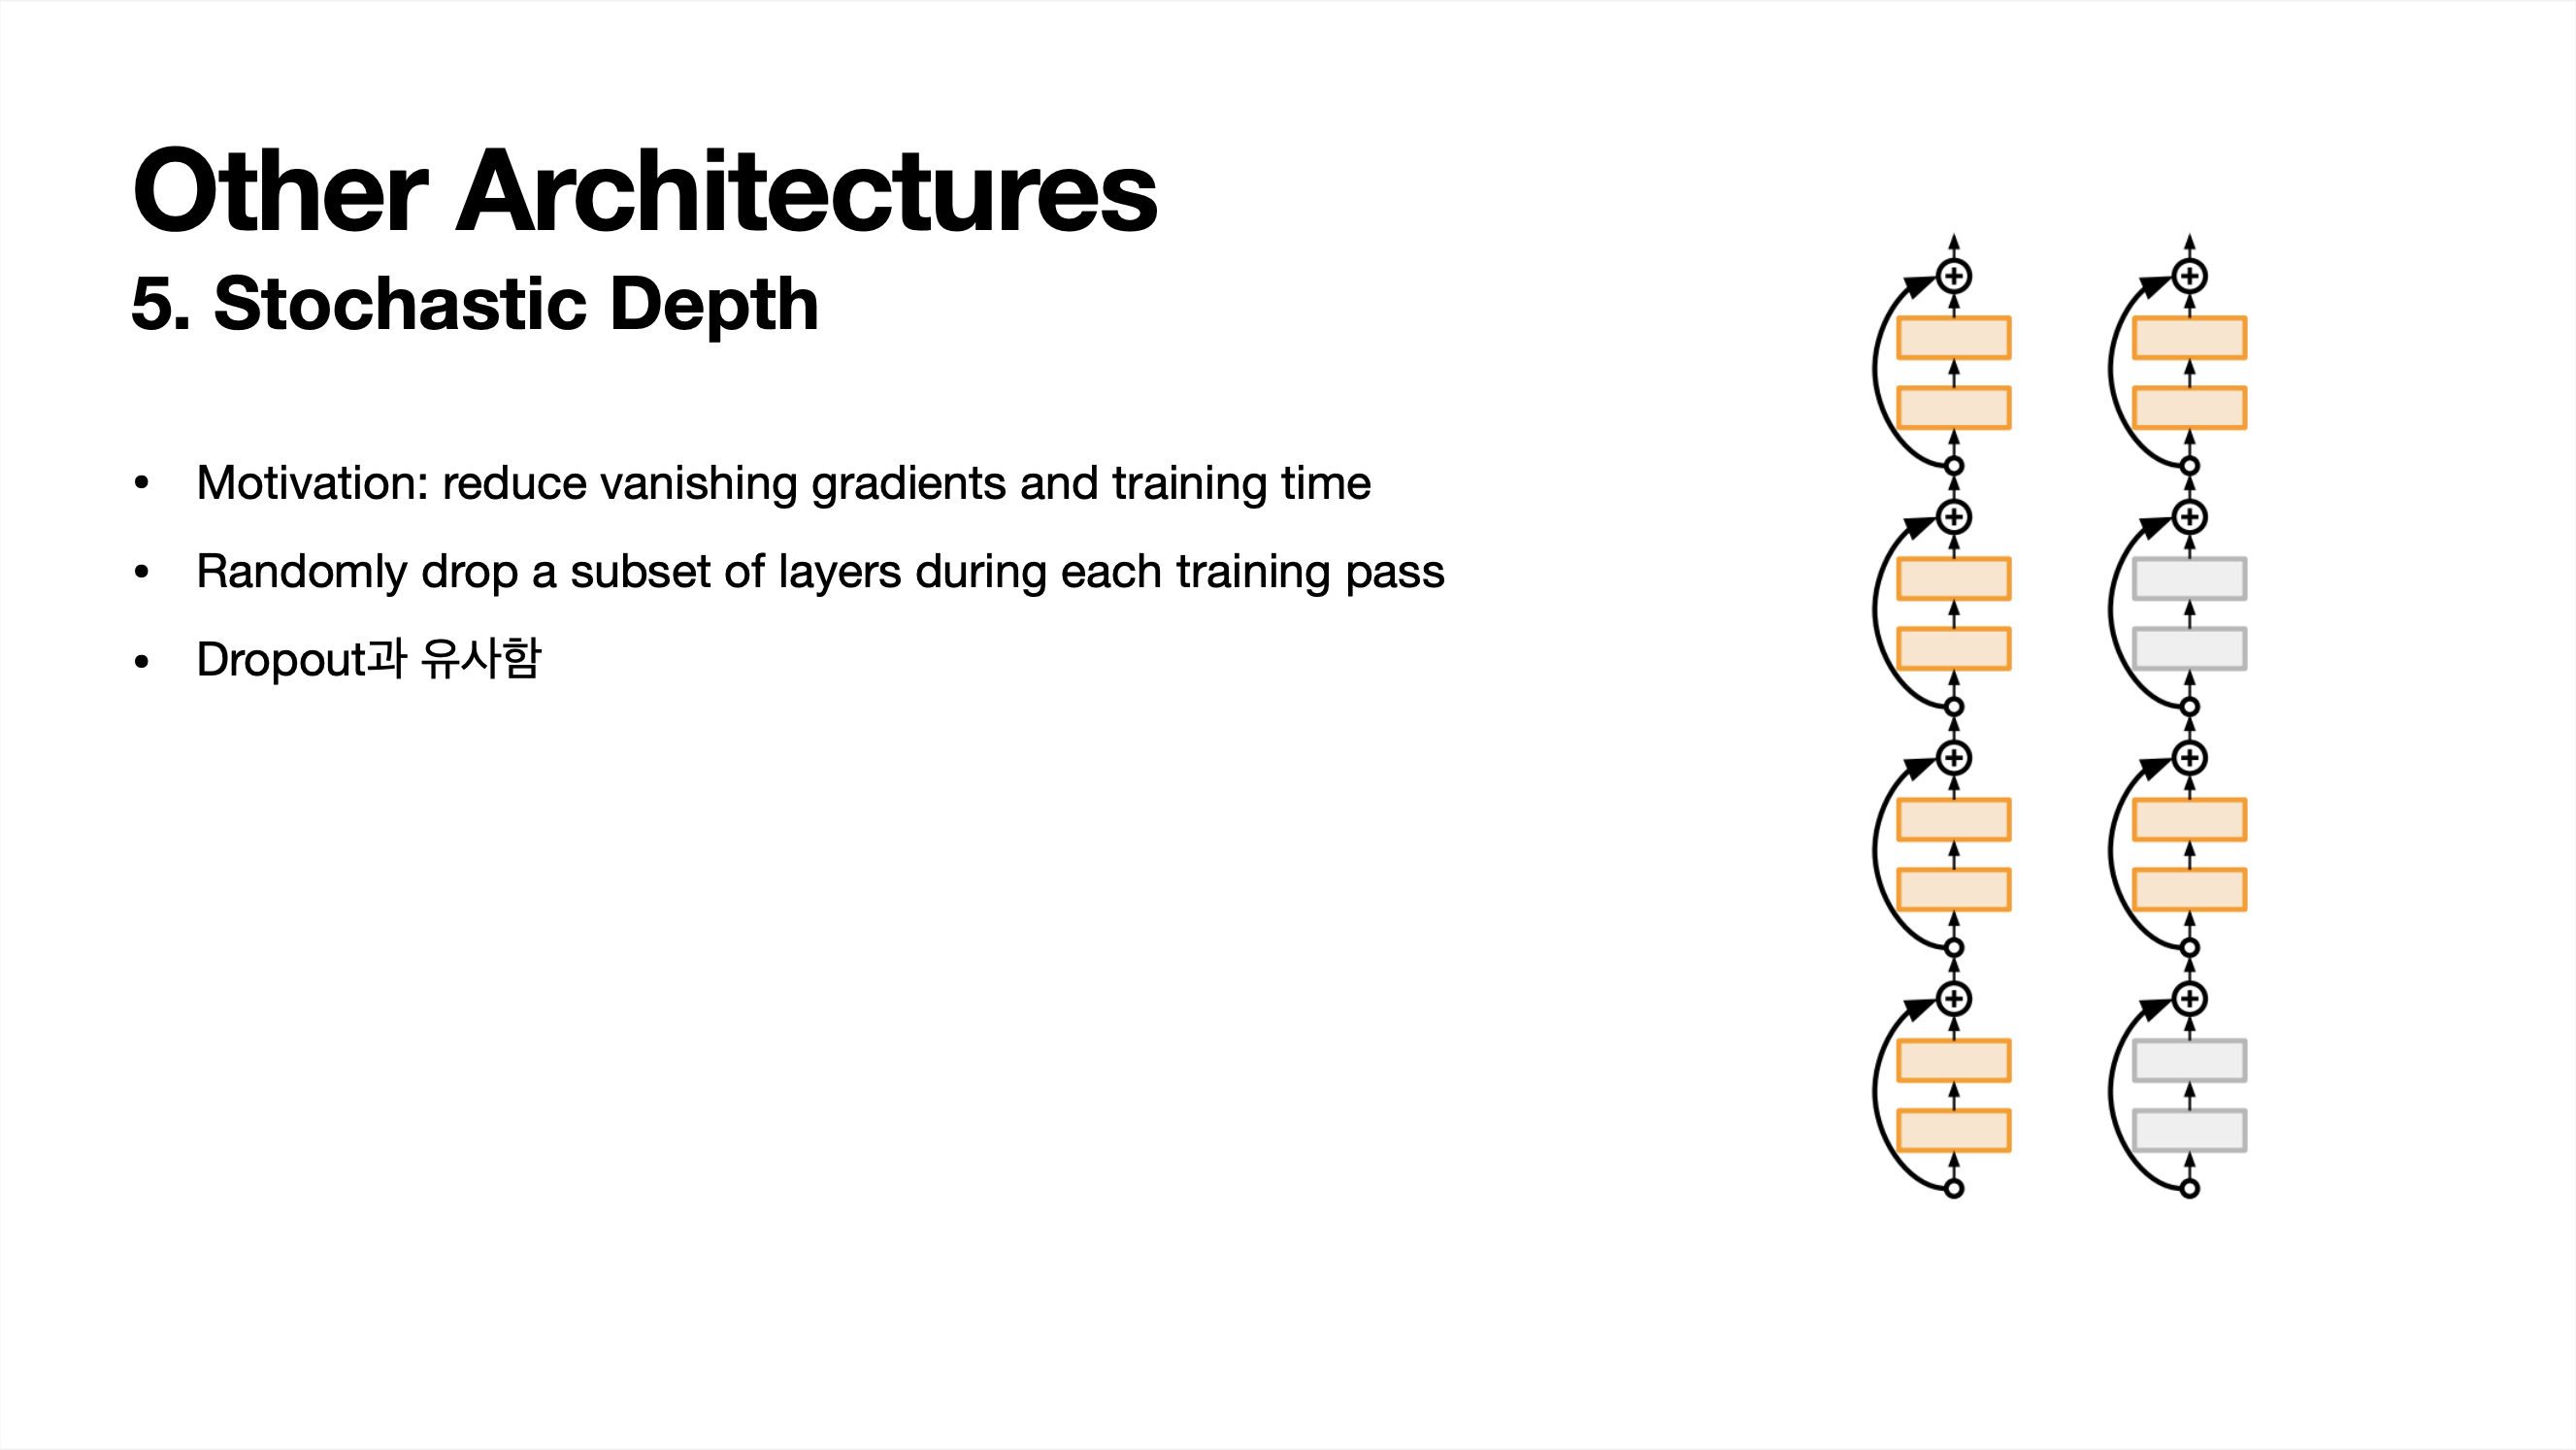 Other Architectures
5. Stochastic Depth
• Motivation: reduce vanishing gradients and training time
• Randomly drop a subset of layers during each training pass
• Dropout과 유사함